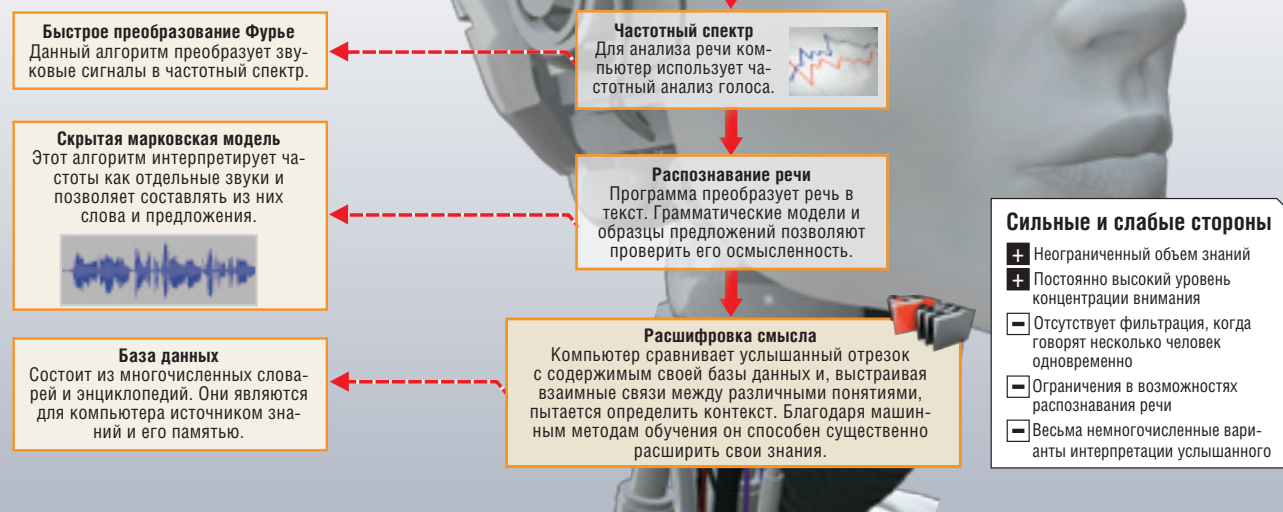 Быстрое преобразование Фурье
Данный алгоритм преобразует зву-
ковые сигналы в частотный спектр.
Частотный спектр
Для анализа речи ком-
пьютер использует ча-
стотный анализ голоса.
Скрытая марковская модель
Этот алгоритм интерпретирует ча-
стоты как отдельные звуки и
позволяет составлять из них
слова и предложения.
Распознавание речи
Программа преобразует речь в
текст. Грамматические модели и
образцы предложений позволяют
проверить его осмысленность.
База данных
Состоит из многочисленных слова-
рей и энциклопедий. Они являются
для компьютера источником зна-
ний и его памятью.
Расшифровка смысла
Компьютер сравнивает услышанный отрезок
с содержимым своей базы данных и, выстраивая
взаимные связи между различными понятиями,
пытается определить контекст. Благодаря машин-
ным методам обучения он способен существенно
расширить свои знания.
Сильные и слабые стороны
+ Неограниченный объем знаний
+ Постоянно высокий уровень
концентрации внимания
– Отсутствует фильтрация, когда
говорят несколько человек
одновременно
– Ограничения в возможностях
распознавания речи
– Весьма немногочисленные вари-
анты интерпретации услышанного